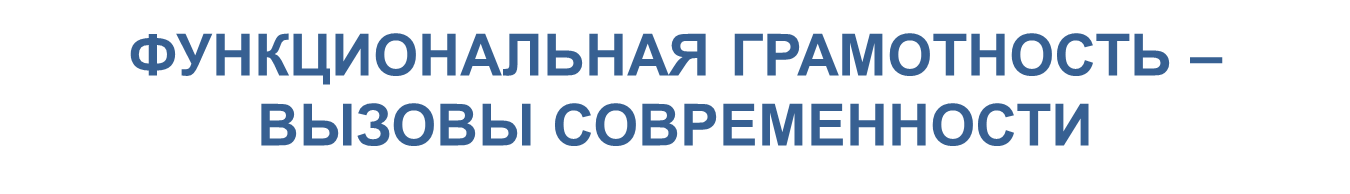 ФУНКЦИОНАЛЬНАЯ ГРАМОТНОСТЬ –
ВЫЗОВЫ СОВРЕМЕННОСТИ